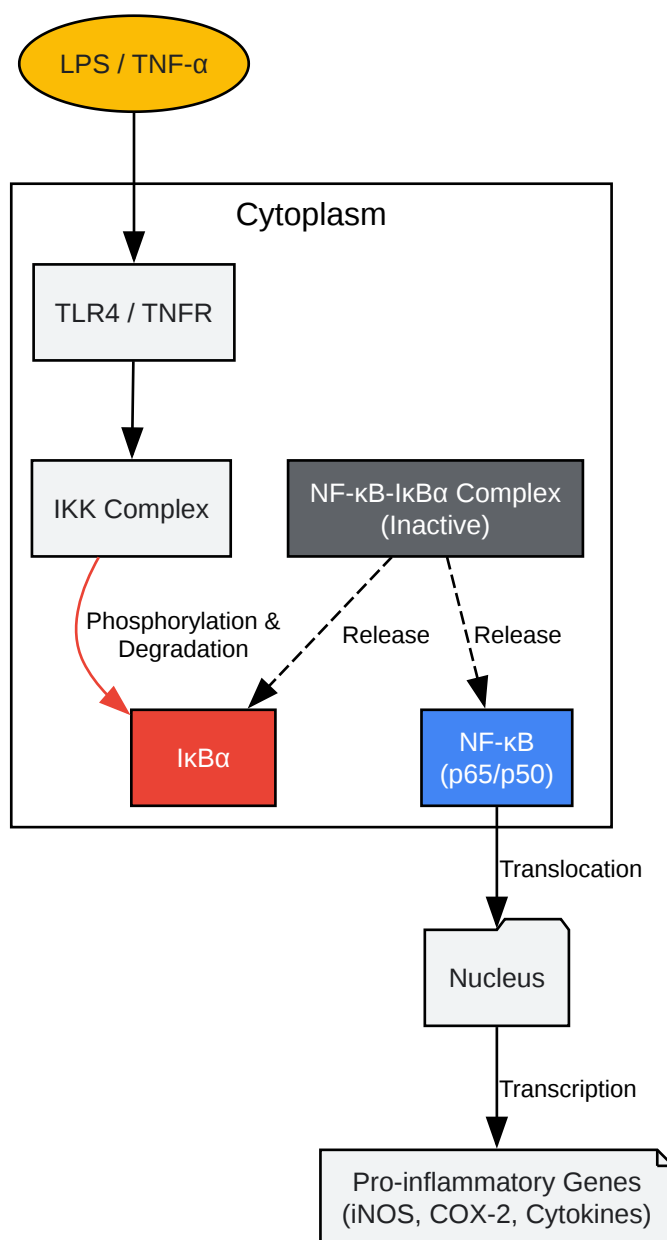 LPS / TNF-α
Cytoplasm
TLR4 / TNFR
IKK Complex
NF-κB-IκBα Complex
(Inactive)
Phosphorylation &
Degradation
Release
Release
IκBα
NF-κB
(p65/p50)
Translocation
Nucleus
Transcription
Pro-inflammatory Genes
(iNOS, COX-2, Cytokines)